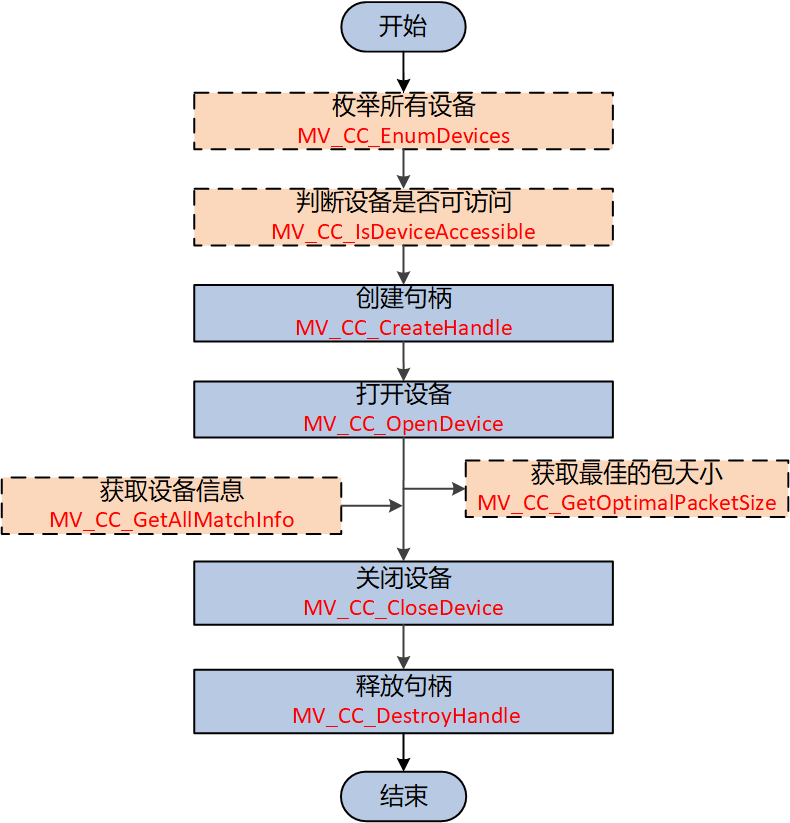 开始
枚举所有设备
MV_CC_EnumDevices
判断设备是否可访问
MV_CC_IsDeviceAccessible
创建句柄
MV_CC_CreateHandle
打开设备
MV_CC_OpenDevice
获取设备信息
MV_CC_GetAllMatchInfo
获取最佳的包大小
MV_CC_GetOptimalPacketSize
关闭设备
MV_CC_CloseDevice
释放句柄
MV_CC_DestroyHandle
结束